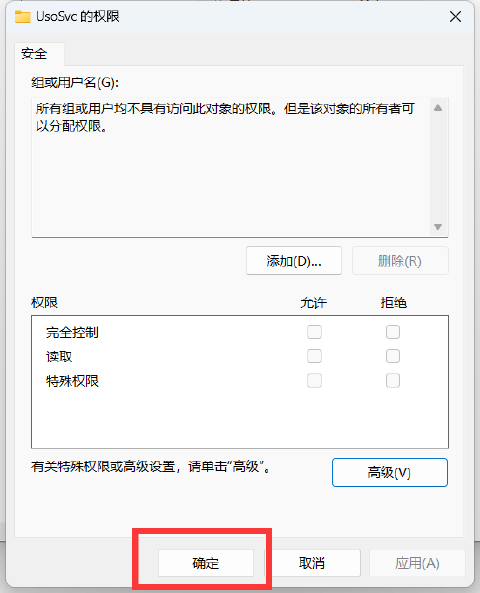 UsoSvc 的权限
安全
组或用户名(G):
所有组或用户均不具有访问此对象的权限。但是该对象的所有者可
以分配权限。
添加(D)...
删除(R)
权限 允许 拒绝
完全控制
读取
特殊权限
有关特殊权限或高级设置，请单击“高级”。
高级(V)
确定
取消
应用(A)